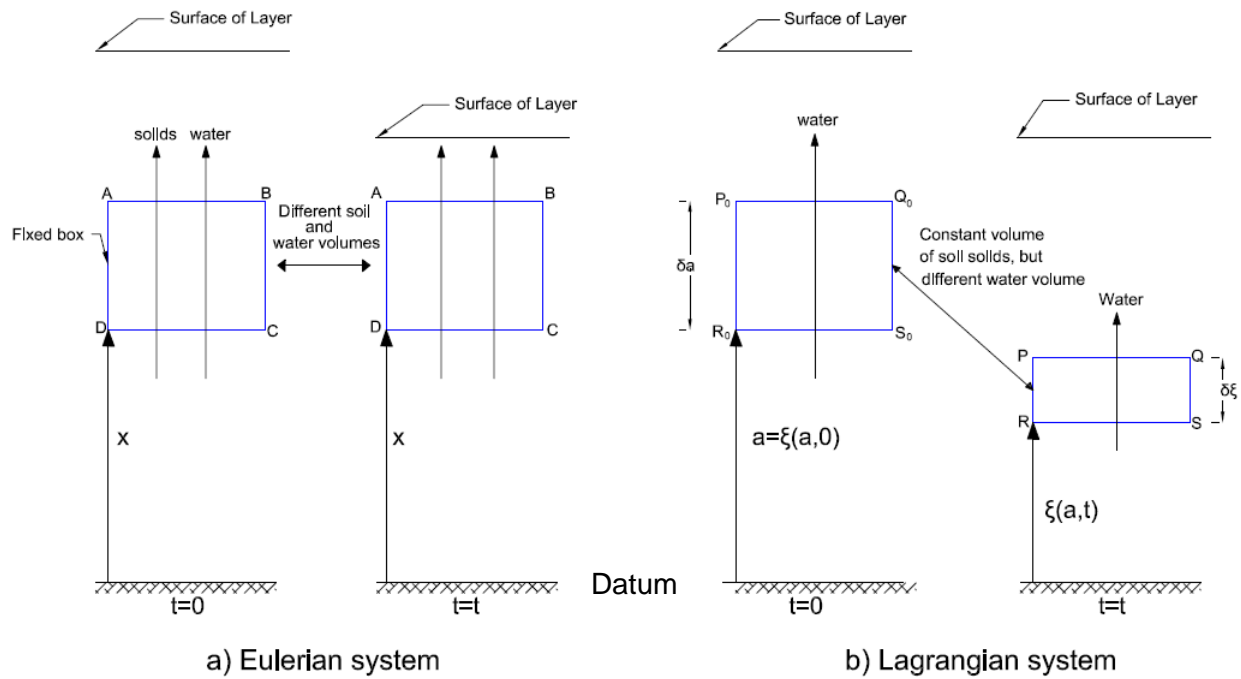 Surface of Layer
Surface of Layer
solids water
A B
Fixed box
D C
x
t=0
Different soil
and
water volumes
A B
D C
x
t=t
a) Eulerian system
Datum
Surface of Layer
Surface of Layer
water
P₀ Q₀
δa
R₀ S₀
a=ξ(a,0)
t=0
Constant volume
of soil solids, but
different water volume
Water
P Q
δξ
R S
ξ(a,t)
t=t
b) Lagrangian system